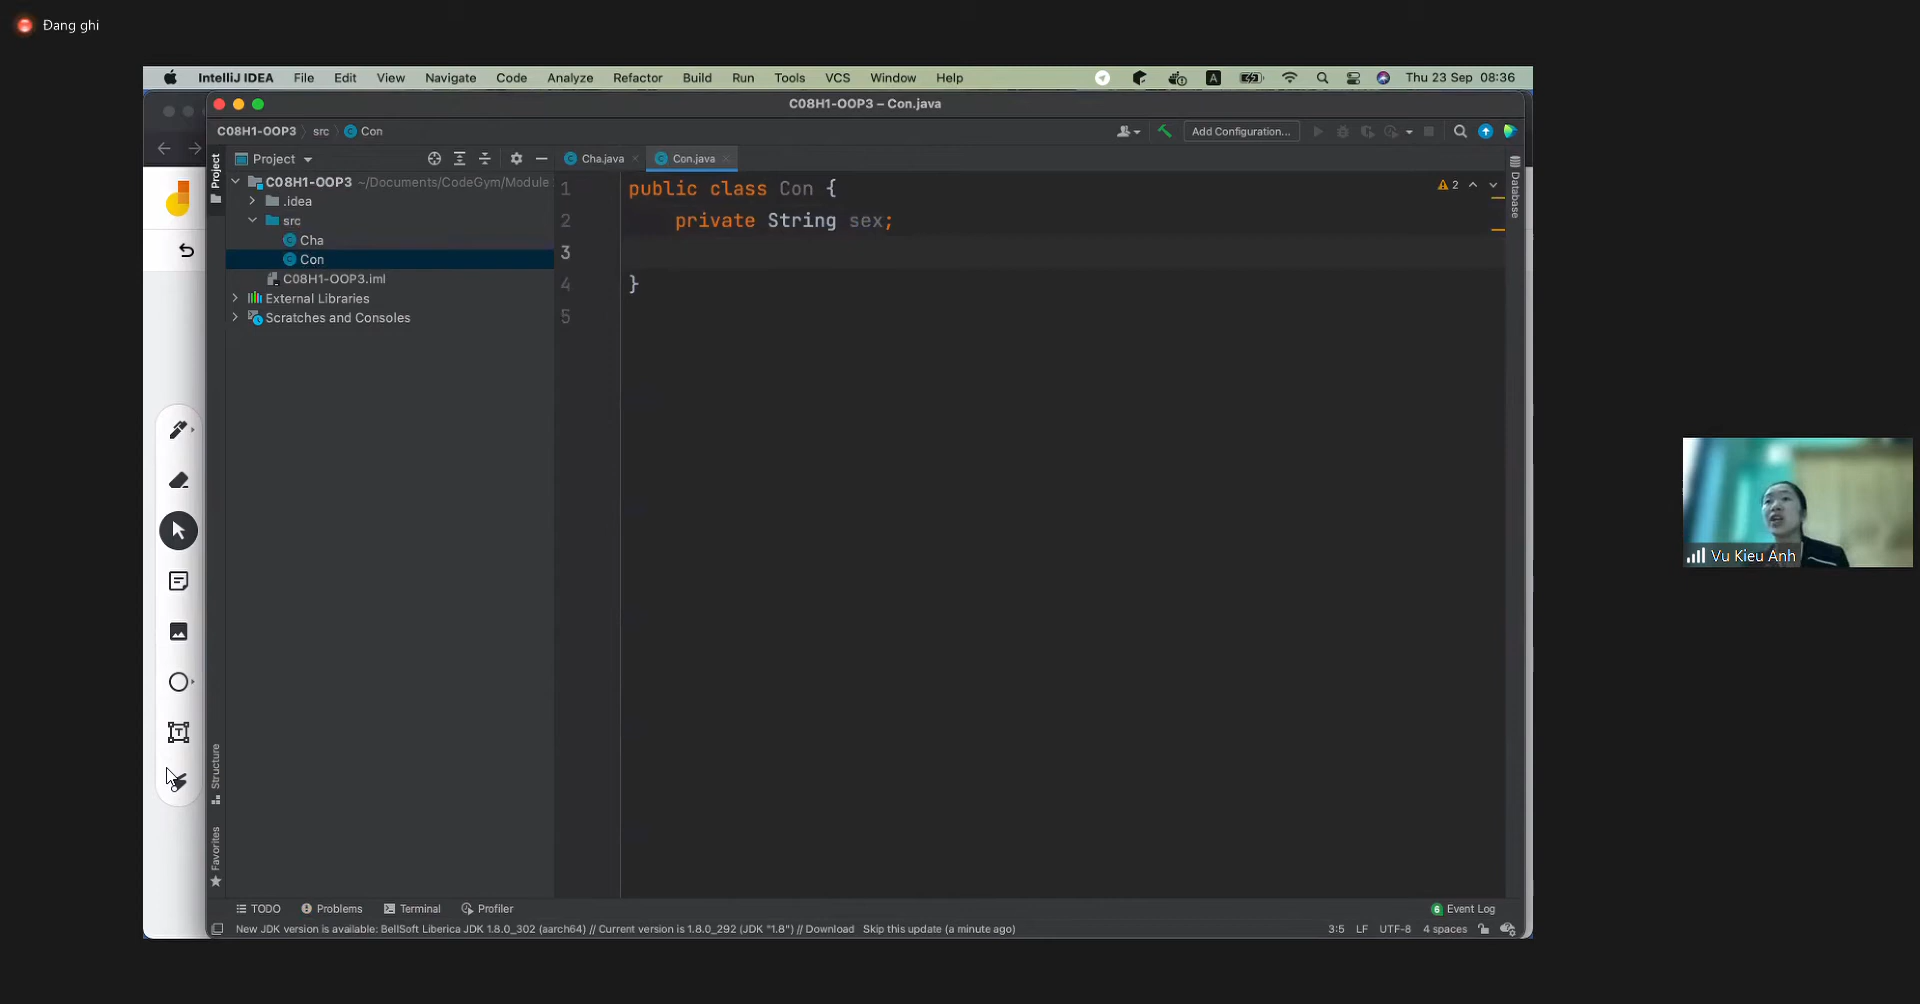 Đang ghi
IntelliJ IDEA File Edit View Navigate Code Analyze Refactor Build Run Tools VCS Window Help A Thu 23 Sep 08:36
C08H1-OOP3 – Con.java
C08H1-OOP3 src Con Add Configuration...
Project Project Cha.java Con.java
C08H1-OOP3 ~/Documents/CodeGym/Module
.idea
src
Cha
Con
C08H1-OOP3.iml
External Libraries
Scratches and Consoles
1 public class Con {
2 private String sex;
3
4 }
5
2
Database
Structure
Favorites
T
Vu Kieu Anh
TODO Problems Terminal Profiler 6 Event Log
New JDK version is available: BellSoft Liberica JDK 1.8.0_302 (aarch64) // Current version is 1.8.0_292 (JDK "1.8") // Download Skip this update (a minute ago) 3:5 LF UTF-8 4 spaces